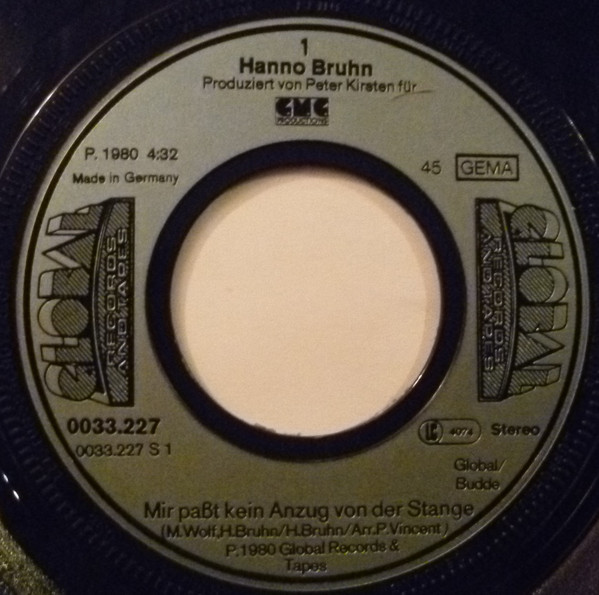 1
Hanno Bruhn
Produziert von Peter Kirsten für
GMG
PRODUCTIONS
P. 1980 4:32
Made in Germany
45 GEMA
GLOBAL
RECORDS
AND TAPES
GLOBAL
RECORDS
AND TAPES
0033.227
0033.227 S 1
LC 4074 Stereo
Global/
Budde
Mir paßt kein Anzug von der Stange
(M.Wolf,H.Bruhn/H.Bruhn/Arr.P.Vincent)
P.1980 Global Records &
Tapes